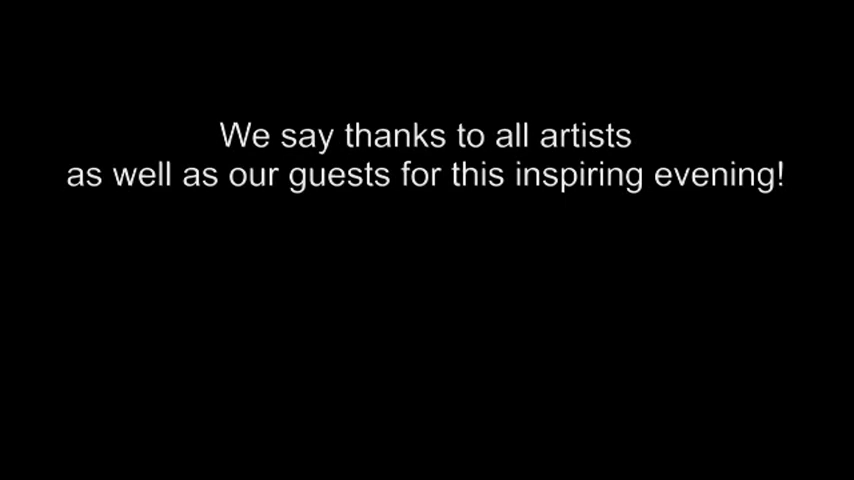 We say thanks to all artists
as well as our guests for this inspiring evening!